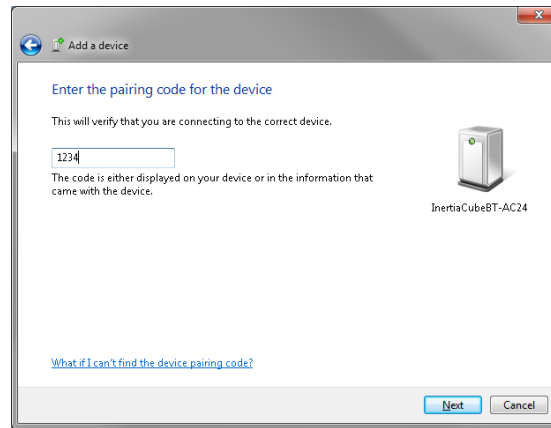 Add a device
Enter the pairing code for the device
This will verify that you are connecting to the correct device.
1234
The code is either displayed on your device or in the information that
came with the device.
InertiaCubeBT-AC24
What if I can't find the device pairing code?
Next
Cancel